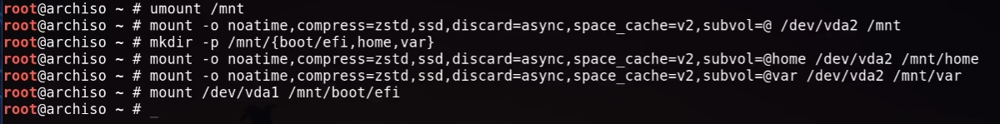 root@archiso ~ # umount /mnt
root@archiso ~ # mount -o noatime,compress=zstd,ssd,discard=async,space_cache=v2,subvol=@ /dev/vda2 /mnt
root@archiso ~ # mkdir -p /mnt/{boot/efi,home,var}
root@archiso ~ # mount -o noatime,compress=zstd,ssd,discard=async,space_cache=v2,subvol=@home /dev/vda2 /mnt/home
root@archiso ~ # mount -o noatime,compress=zstd,ssd,discard=async,space_cache=v2,subvol=@var /dev/vda2 /mnt/var
root@archiso ~ # mount /dev/vda1 /mnt/boot/efi
root@archiso ~ # _